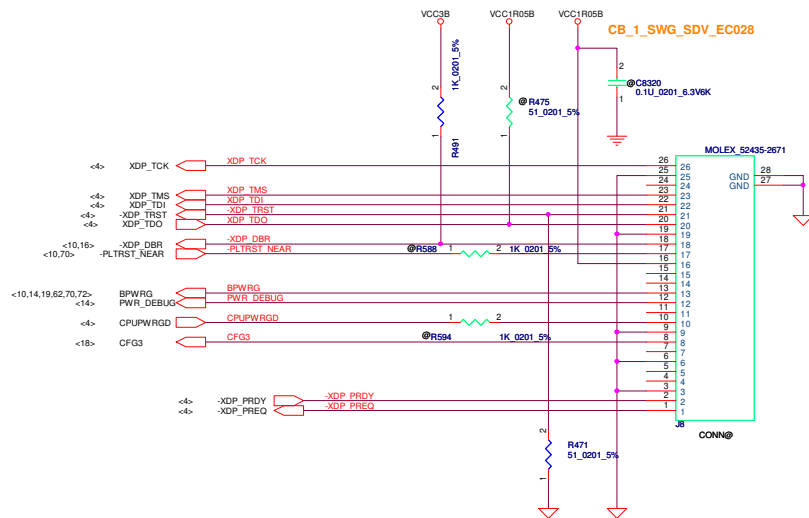 VCC3B
VCC1R05B
VCC1R05B
CB_1_SWG_SDV_EC028
2
1K_0201_5%
1
R491
2
@ R475
51_0201_5%
1
2
@C8320
0.1U_0201_6.3V6K
1
MOLEX_52435-2671
<4> XDP_TCK XDP_TCK 26 26
25 25
24 24
<4> XDP_TMS XDP_TMS 23 23
<4> XDP_TDI XDP_TDI 22 22
<4> -XDP_TRST -XDP_TRST 21 21
<4> XDP_TDO XDP_TDO 20 20
19 19
<10,16> -XDP_DBR -XDP_DBR 18 18
<10,70> -PLTRST_NEAR -PLTRST_NEAR @R588 1 2 1K_0201_5% 17 17
16 16
15 15
14 14
<10,14,19,62,70,72> BPWRG BPWRG 13 13
<14> PWR_DEBUG PWR_DEBUG 12 12
11 11
<4> CPUPWRGD CPUPWRGD 1 2 10 10
@R594 1K_0201_5%
9 9
<18> CFG3 CFG3 8 8
7 7
6 6
5 5
4 4
3 3
<4> -XDP_PRDY -XDP_PRDY 2 2
<4> -XDP_PREQ -XDP_PREQ 1 1
GND 28
GND 27
J8
CONN@
2
R471
51_0201_5%
1